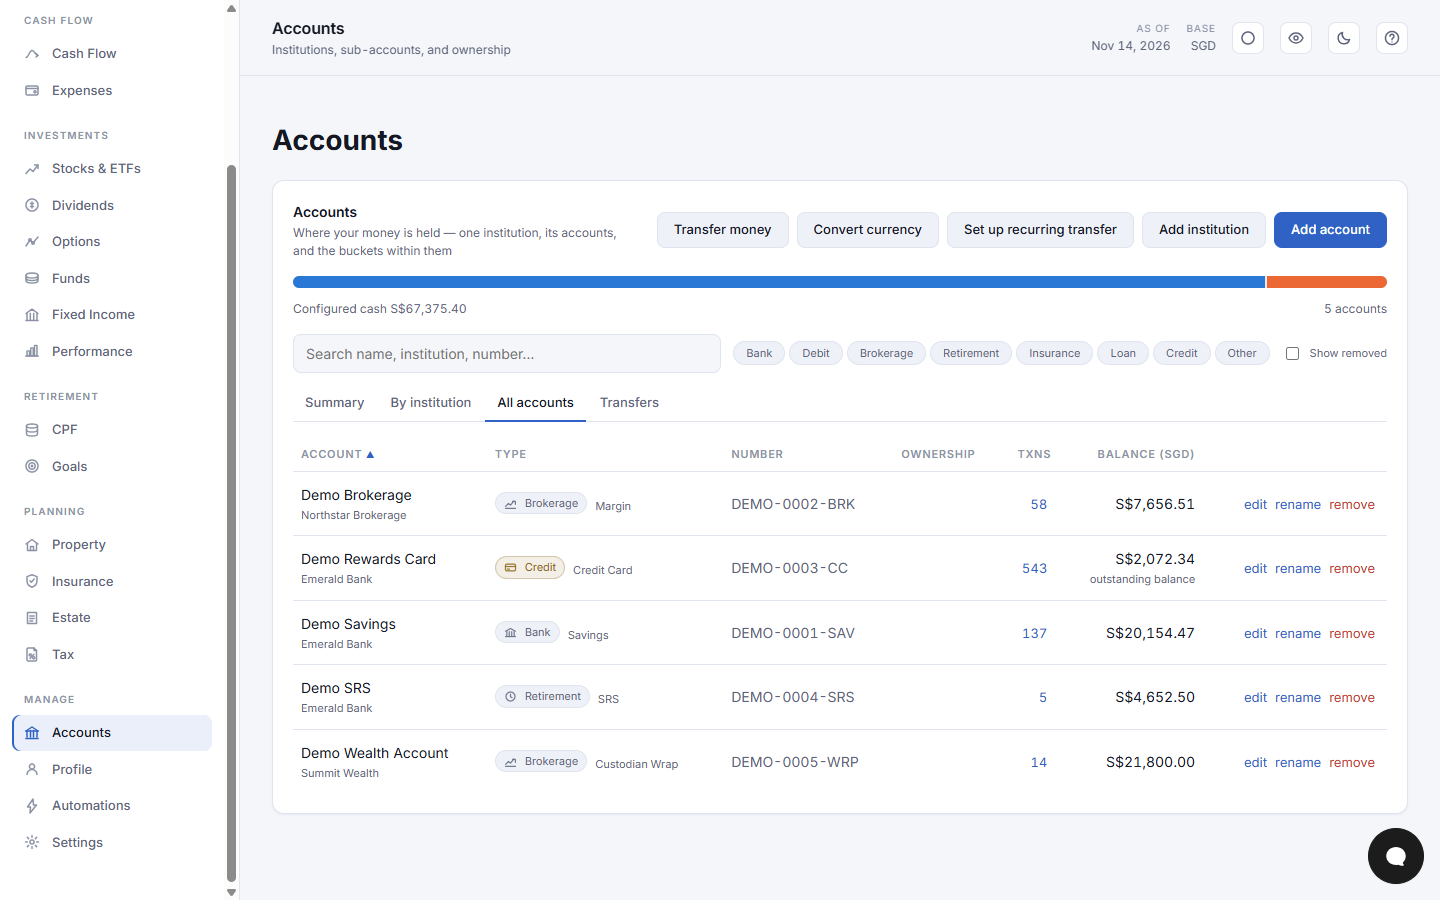 CASH FLOW
Cash Flow
Expenses
INVESTMENTS
Stocks & ETFs
Dividends
Options
Funds
Fixed Income
Performance
RETIREMENT
CPF
Goals
PLANNING
Property
Insurance
Estate
Tax
MANAGE
Accounts
Profile
Automations
Settings
Accounts
Institutions, sub-accounts, and ownership
AS OF
Nov 14, 2026
BASE
SGD
Accounts
Accounts
Where your money is held — one institution, its accounts,
and the buckets within them
Transfer money
Convert currency
Set up recurring transfer
Add institution
Add account
Configured cash S$67,375.40
5 accounts
Search name, institution, number...
Bank
Debit
Brokerage
Retirement
Insurance
Loan
Credit
Other
Show removed
Summary
By institution
All accounts
Transfers
ACCOUNT ▲ TYPE NUMBER OWNERSHIP TXNS BALANCE (SGD)
Demo Brokerage Brokerage Margin DEMO-0002-BRK 58 S$7,656.51 edit rename remove
Northstar Brokerage
Demo Rewards Card Credit Credit Card DEMO-0003-CC 543 S$2,072.34 edit rename remove
Emerald Bank outstanding balance
Demo Savings Bank Savings DEMO-0001-SAV 137 S$20,154.47 edit rename remove
Emerald Bank
Demo SRS Retirement SRS DEMO-0004-SRS 5 S$4,652.50 edit rename remove
Emerald Bank
Demo Wealth Account Brokerage Custodian Wrap DEMO-0005-WRP 14 S$21,800.00 edit rename remove
Summit Wealth